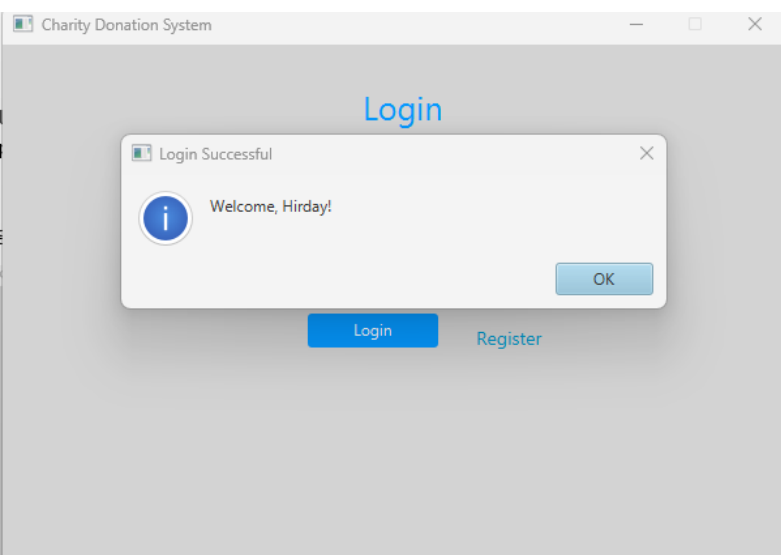 Charity Donation System
Login
Login Successful
Welcome, Hirday!
OK
Login
Register